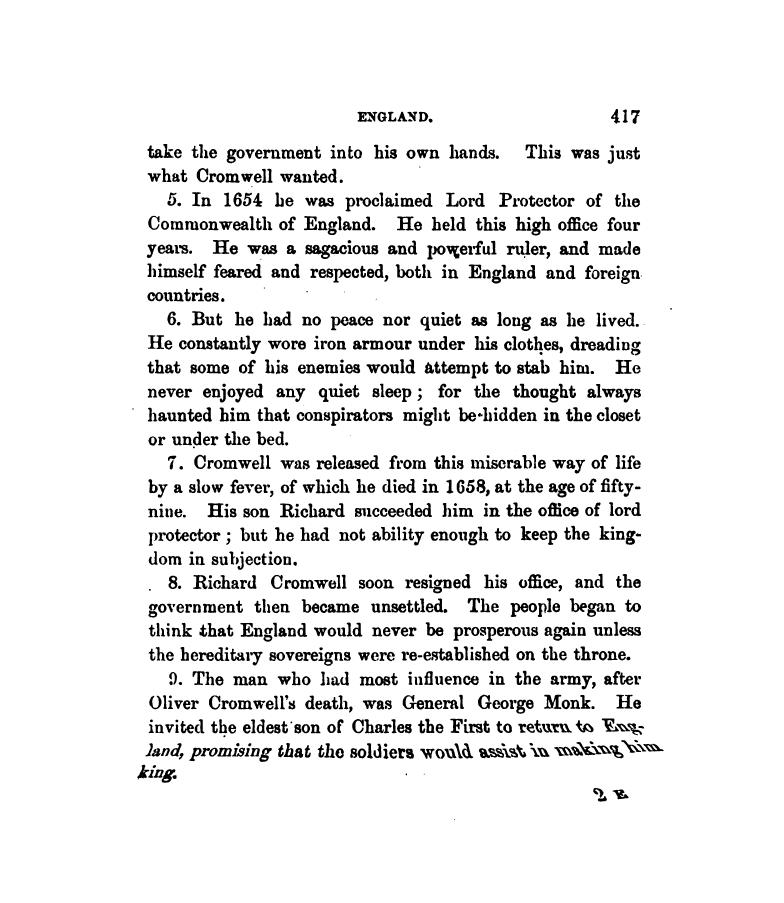 ENGLAND. 417
take the government into his own hands. This was just
what Cromwell wanted.
5. In 1654 he was proclaimed Lord Protector of the
Commonwealth of England. He held this high office four
years. He was a sagacious and powerful ruler, and made
himself feared and respected, both in England and foreign
countries.
6. But he had no peace nor quiet as long as he lived.
He constantly wore iron armour under his clothes, dreading
that some of his enemies would attempt to stab him. He
never enjoyed any quiet sleep; for the thought always
haunted him that conspirators might be hidden in the closet
or under the bed.
7. Cromwell was released from this miserable way of life
by a slow fever, of which he died in 1658, at the age of fifty-
nine. His son Richard succeeded him in the office of lord
protector; but he had not ability enough to keep the king-
dom in subjection.
8. Richard Cromwell soon resigned his office, and the
government then became unsettled. The people began to
think that England would never be prosperous again unless
the hereditary sovereigns were re-established on the throne.
9. The man who had most influence in the army, after
Oliver Cromwell's death, was General George Monk. He
invited the eldest son of Charles the First to return to Eng-
land, promising that the soldiers would assist in making him
king.
2 E